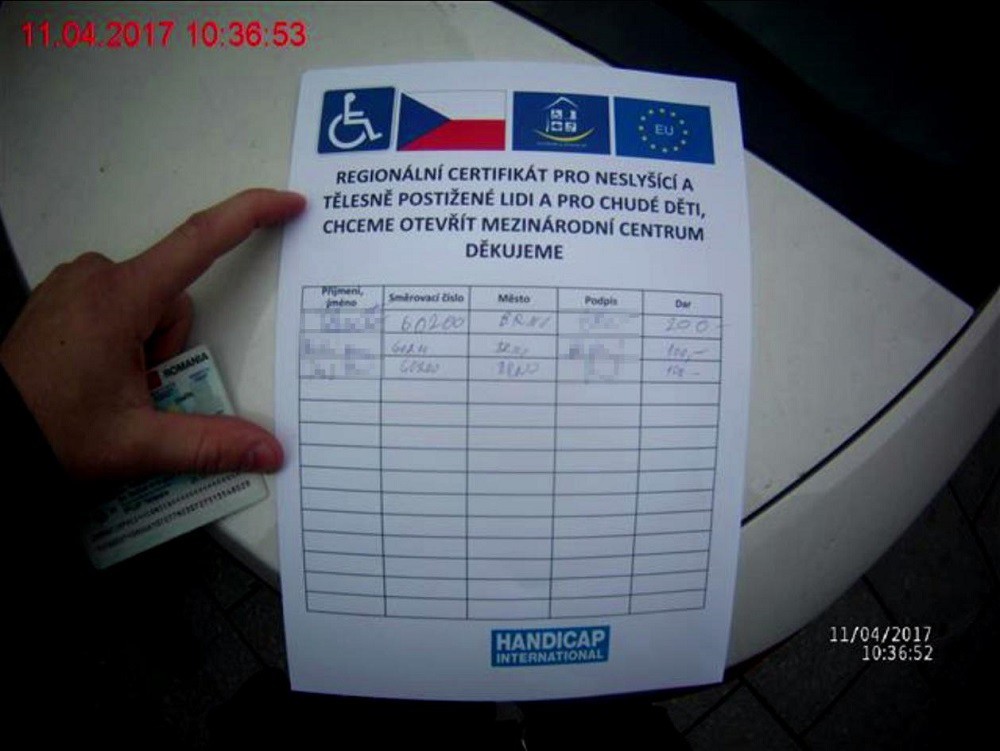 11.04.2017 10:36:53
EU
REGIONÁLNÍ CERTIFIKÁT PRO NESLYŠÍCÍ A
TĚLESNĚ POSTIŽENÉ LIDI A PRO CHUDÉ DĚTI,
CHCEME OTEVŘÍT MEZINÁRODNÍ CENTRUM
DĚKUJEME
Příjmení, jméno Směrovací číslo Město Podpis Dar
60200 BRNO 200-
BRNO
BRNO
ROMANIA
HANDICAP
INTERNATIONAL
11/04/2017
10:36:52